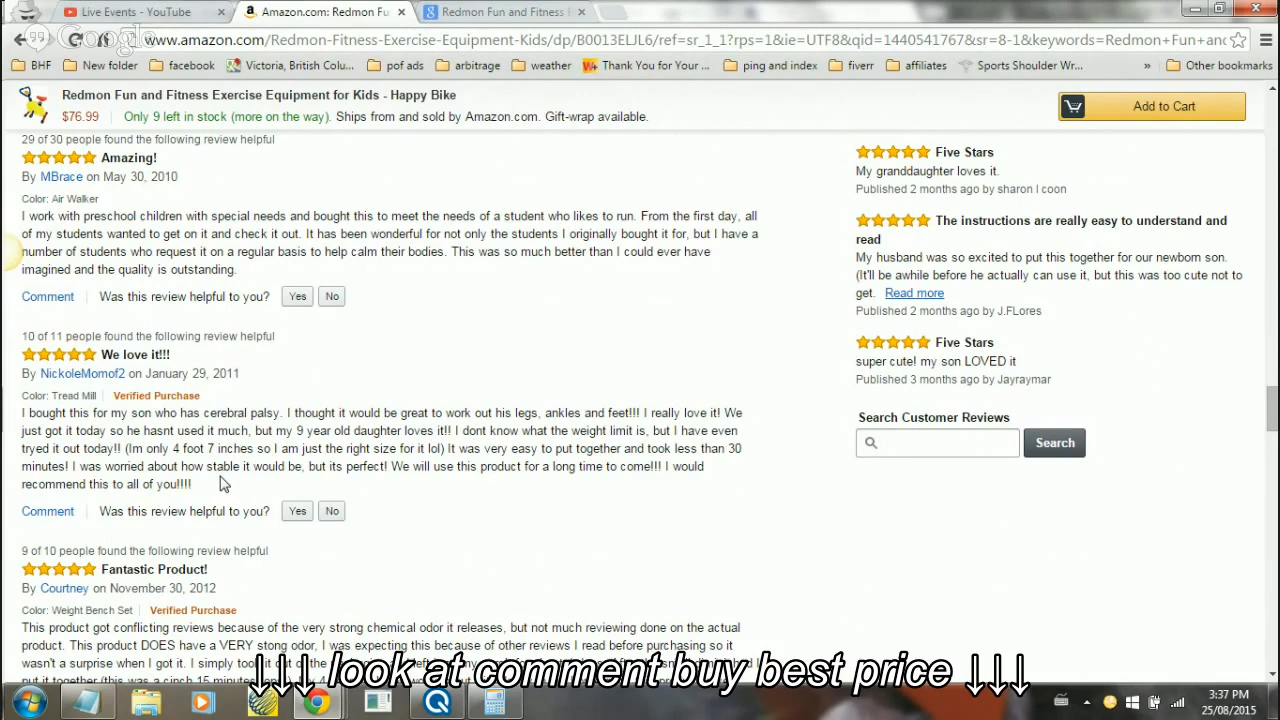 Live Events - YouTube
Amazon.com: Redmon Fu
Redmon Fun and Fitness
Google
www.amazon.com/Redmon-Fitness-Exercise-Equipment-Kids/dp/B0013ELJL6/ref=sr_1_1?rps=1&ie=UTF8&qid=1440541767&sr=8-1&keywords=Redmon+Fun+and
BHF
New folder
facebook
Victoria, British Colu...
pof ads
arbitrage
weather
Thank You for Your ...
ping and index
fiverr
affiliates
Sports Shoulder Wr...
»
Other bookmarks
Redmon Fun and Fitness Exercise Equipment for Kids - Happy Bike
$76.99
Only 9 left in stock (more on the way). Ships from and sold by Amazon.com. Gift-wrap available.
Add to Cart
29 of 30 people found the following review helpful
Amazing!
By MBrace on May 30, 2010
Color: Air Walker
I work with preschool children with special needs and bought this to meet the needs of a student who likes to run. From the first day, all
of my students wanted to get on it and check it out. It has been wonderful for not only the students I originally bought it for, but I have a
number of students who request it on a regular basis to help calm their bodies. This was so much better than I could ever have
imagined and the quality is outstanding.
Comment
Was this review helpful to you?
Yes
No
10 of 11 people found the following review helpful
We love it!!!
By NickoleMomof2 on January 29, 2011
Color: Tread Mill
Verified Purchase
I bought this for my son who has cerebral palsy. I thought it would be great to work out his legs, ankles and feet!!! I really love it! We
just got it today so he hasnt used it much, but my 9 year old daughter loves it!! I dont know what the weight limit is, but I have even
tryed it out today!! (Im only 4 foot 7 inches so I am just the right size for it lol) It was very easy to put together and took less than 30
minutes! I was worried about how stable it would be, but its perfect! We will use this product for a long time to come!!! I would
recommend this to all of you!!!!
Comment
Was this review helpful to you?
Yes
No
9 of 10 people found the following review helpful
Fantastic Product!
By Courtney on November 30, 2012
Color: Weight Bench Set
Verified Purchase
This product got conflicting reviews because of the very strong chemical odor it releases, but not much reviewing done on the actual
product. This product DOES have a VERY stong odor, I was expecting this because of other reviews I read before purchasing so it
wasn't a surprise when I got it. I simply took it out of the
put it together (this was a cinch 15 minutes
Five Stars
My granddaughter loves it.
Published 2 months ago by sharon l coon
The instructions are really easy to understand and
read
My husband was so excited to put this together for our newborn son.
(It'll be awhile before he actually can use it, but this was too cute not to
get. Read more
Published 2 months ago by J.FLores
Five Stars
super cute! my son LOVED it
Published 3 months ago by Jayraymar
Search Customer Reviews
Search
↓↓↓ look at comment buy best price ↓↓↓
3:37 PM
25/08/2015